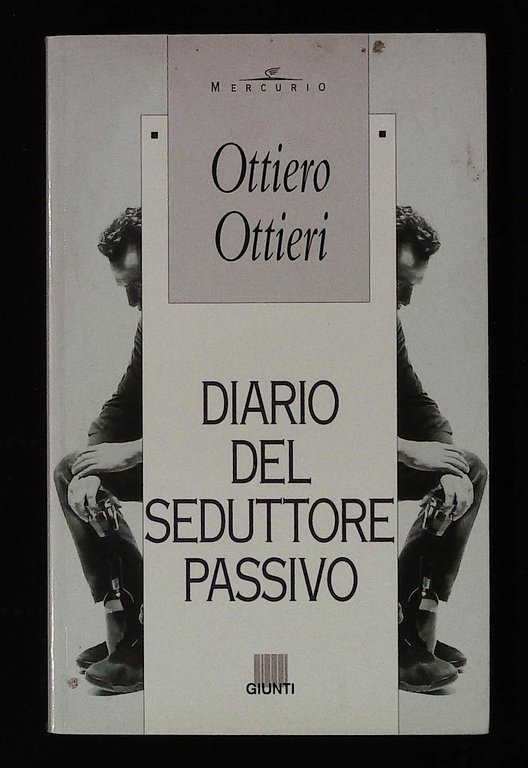 MERCURIO
Ottiero
Ottieri
DIARIO
DEL
SEDUTTORE
PASSIVO
GIUNTI